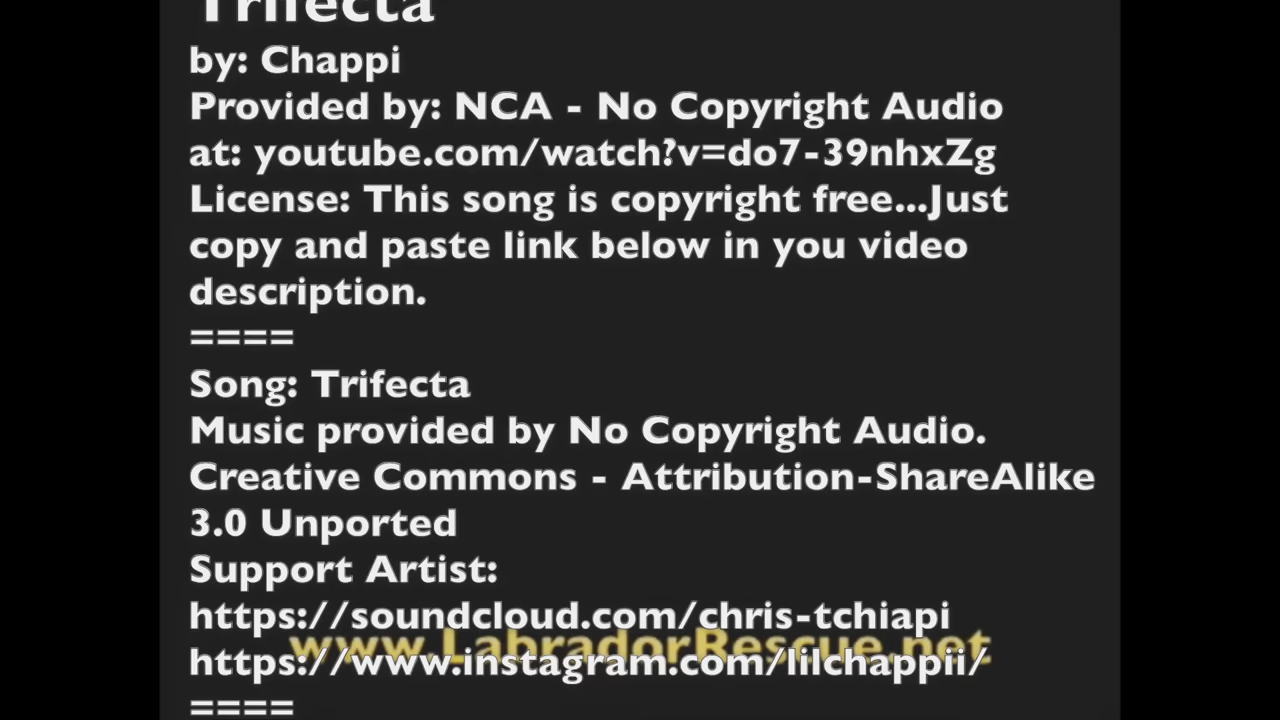 Trifecta
by: Chappi
Provided by: NCA - No Copyright Audio
at: youtube.com/watch?v=do7-39nhxZg
License: This song is copyright free...Just
copy and paste link below in you video
description.
====
Song: Trifecta
Music provided by No Copyright Audio.
Creative Commons - Attribution-ShareAlike
3.0 Unported
Support Artist:
https://soundcloud.com/chris-tchiapi
www.LabradorRescue.net
https://www.instagram.com/lilchappii/
====